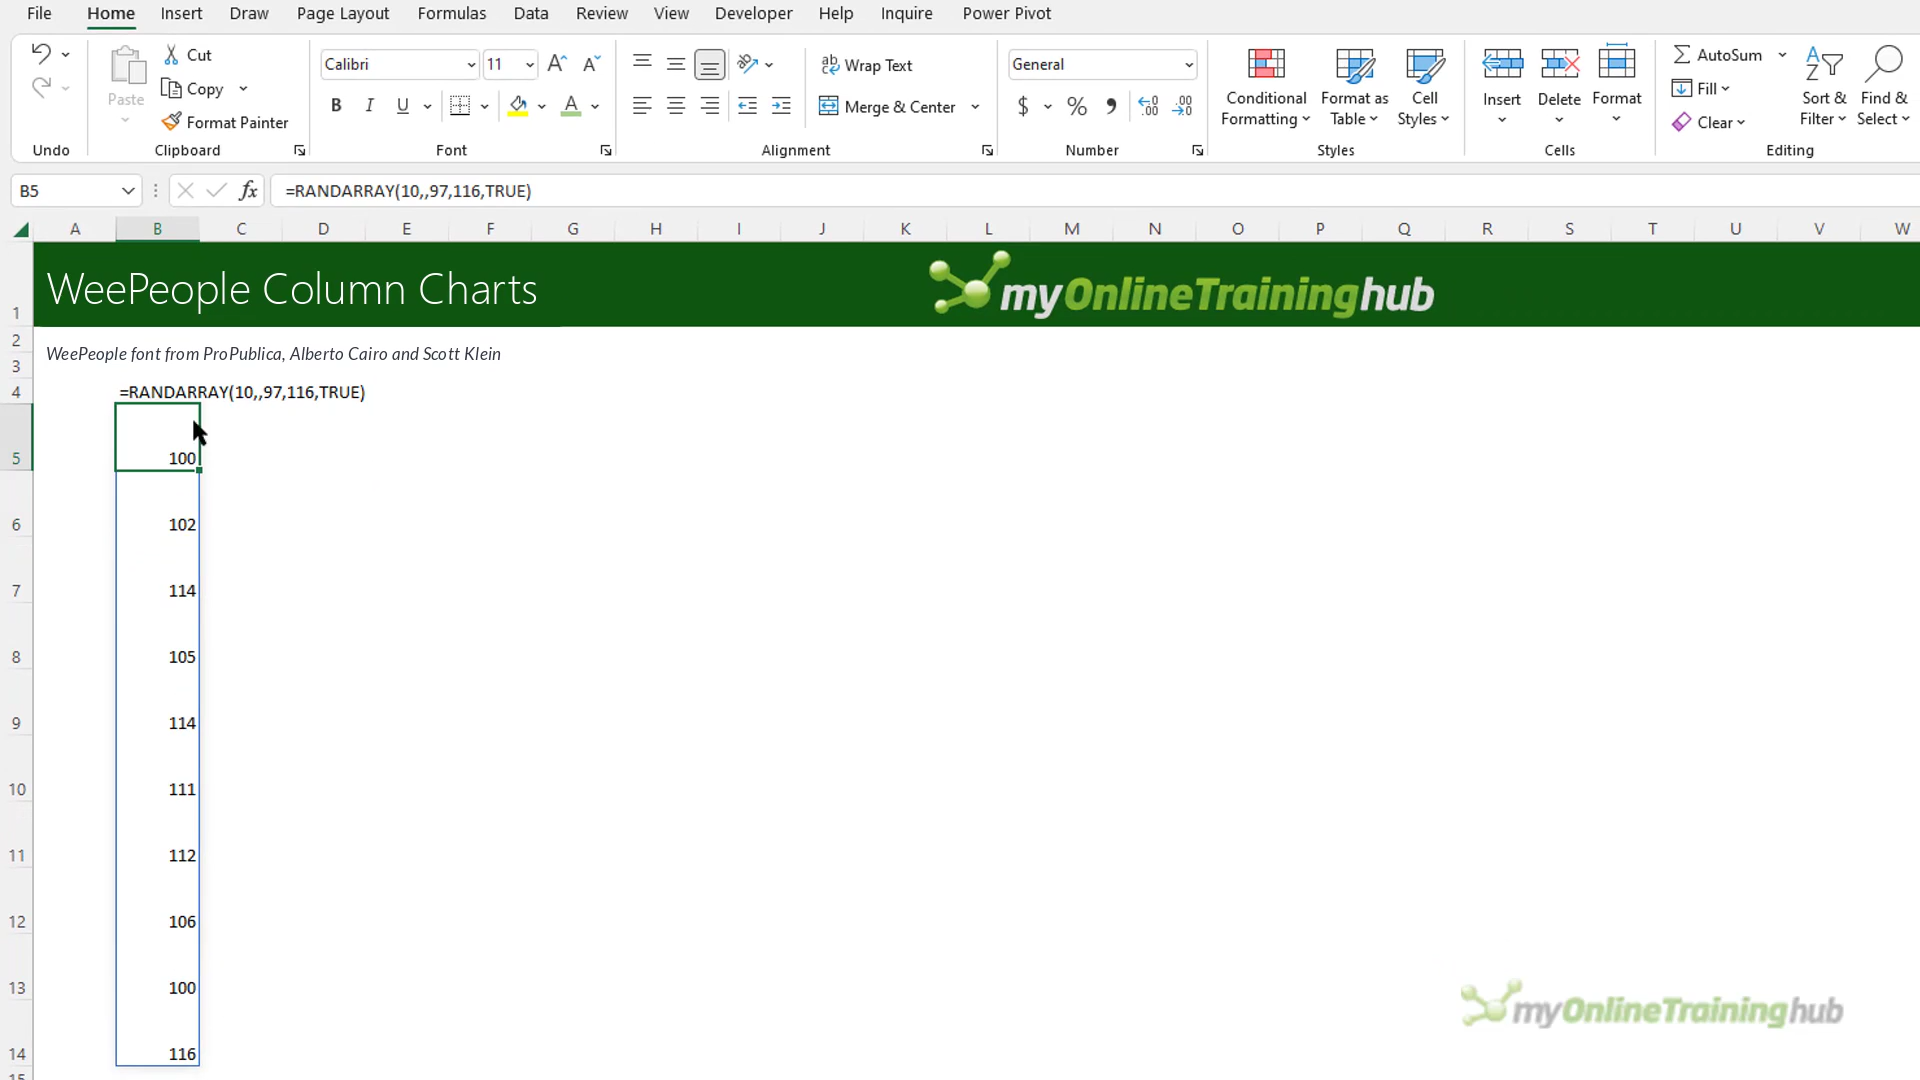 File Home Insert Draw Page Layout Formulas Data Review View Developer Help Inquire Power Pivot
Paste
Cut
Copy
Format Painter
Calibri 11
B I U A
Wrap Text
Merge & Center
General
$ %
Conditional Formatting
Format as Table
Cell Styles
Insert Delete Format
AutoSum
Fill
Clear
Sort & Filter
Find & Select
Undo Clipboard Font Alignment Number Styles Cells Editing
B5 fx =RANDARRAY(10,,97,116,TRUE)
A B C D E F G H I J K L M N O P Q R S T U V W
1 WeePeople Column Charts myOnlineTraininghub
2
WeePeople font from ProPublica, Alberto Cairo and Scott Klein
3
4 =RANDARRAY(10,,97,116,TRUE)
5 100
6 102
7 114
8 105
9 114
10 111
11 112
12 106
13 100
myOnlineTraininghub
14 116
15